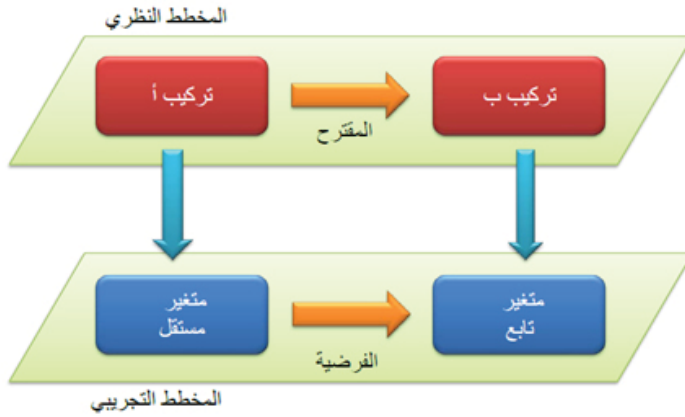 المخطط النظري
تركيب أ
تركيب ب
المقترح
متغير
مستقل
متغير
تابع
الفرضية
المخطط التجريبي